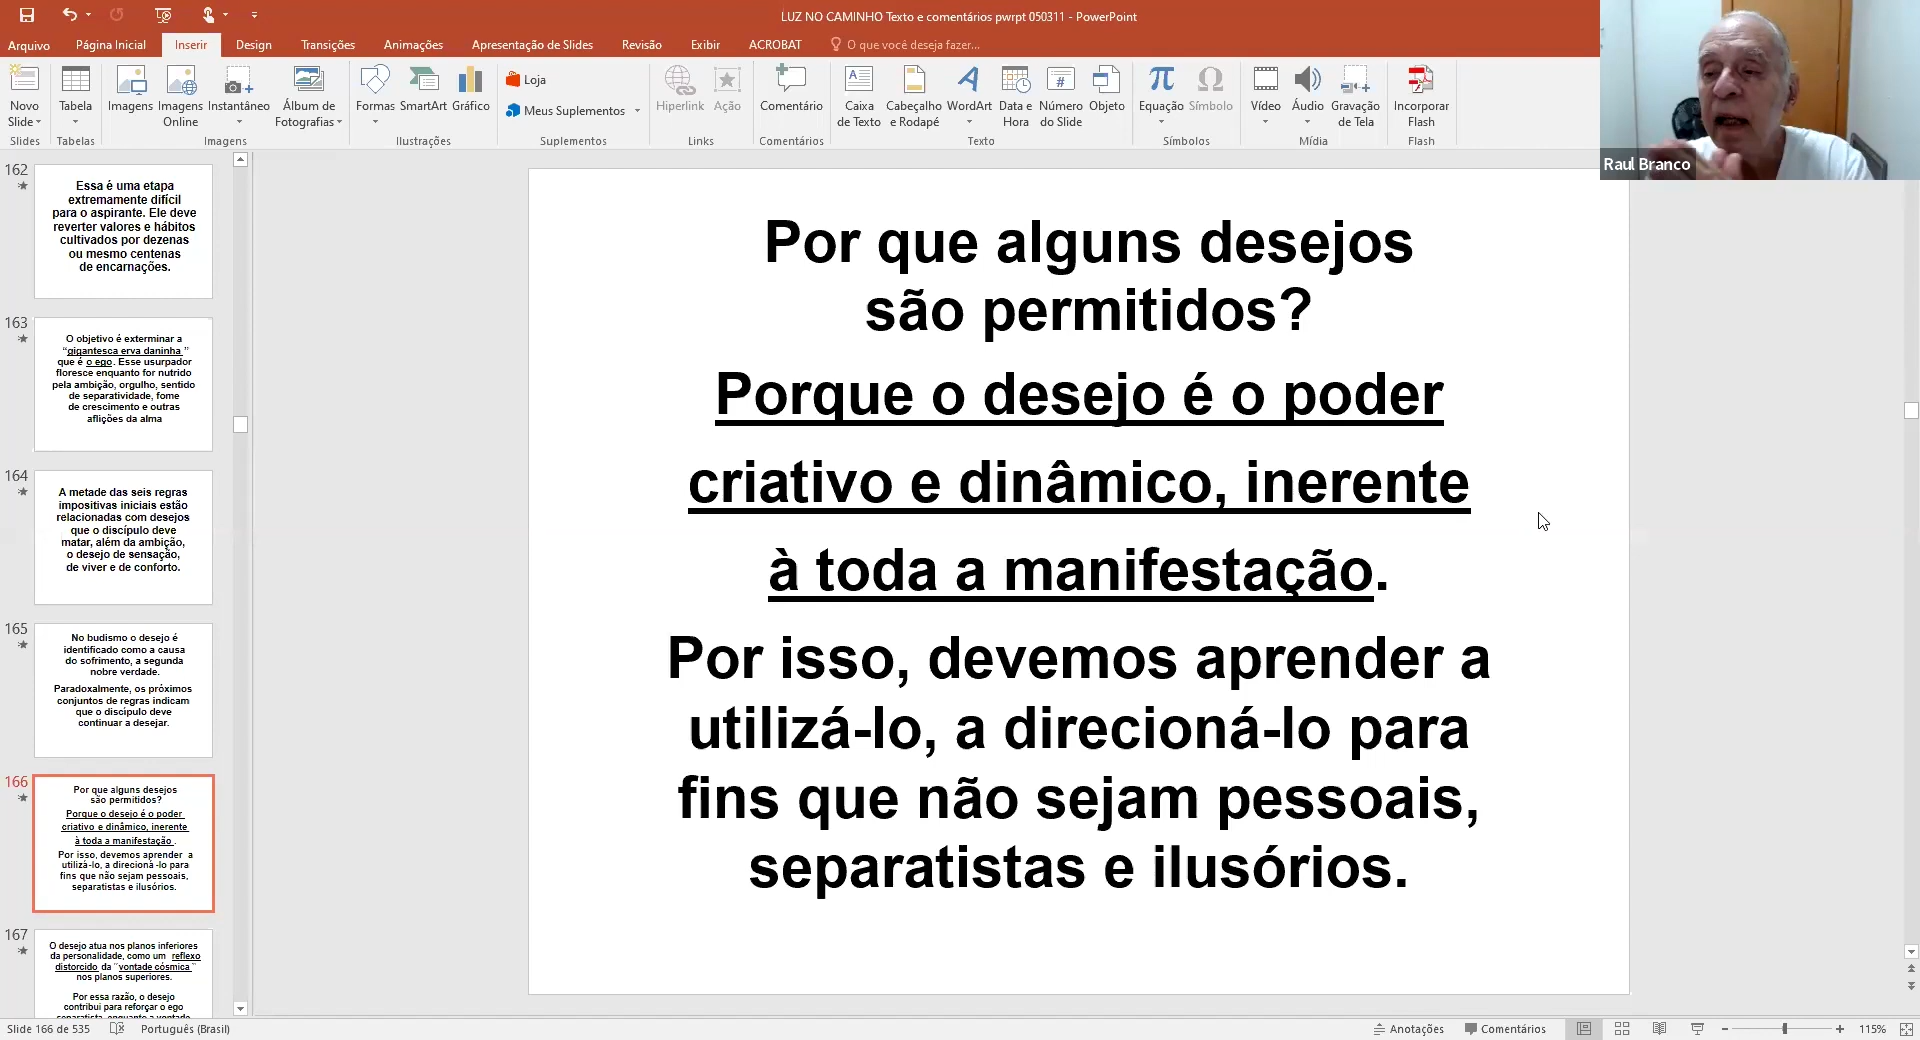 LUZ NO CAMINHO Texto e comentários pwrpt 050311 - PowerPoint
Arquivo Página Inicial Inserir Design Transições Animações Apresentação de Slides Revisão Exibir ACROBAT O que você deseja fazer...
Novo Slide
Tabela
Imagens
Imagens Online
Instantâneo
Álbum de Fotografias
Formas
SmartArt
Gráfico
Loja
Meus Suplementos
Hiperlink
Ação
Comentário
Caixa de Texto
Cabeçalho e Rodapé
WordArt
Data e Hora
Número do Slide
Objeto
Equação
Símbolo
Vídeo
Áudio
Gravação de Tela
Incorporar Flash
Slides Tabelas Imagens Ilustrações Suplementos Links Comentários Texto Símbolos Mídia Flash
Raul Branco
162
Essa é uma etapa
extremamente difícil
para o aspirante. Ele deve
reverter valores e hábitos
cultivados por dezenas
ou mesmo centenas
de encarnações.
163
O objetivo é exterminar a
“gigantesca erva daninha ”
que é o ego. Esse usurpador
floresce enquanto for nutrido
pela ambição, orgulho, sentido
de separatividade, fome
de crescimento e outras
aflições da alma
164
A metade das seis regras
impositivas iniciais estão
relacionadas com desejos
que o discípulo deve
matar, além da ambição,
o desejo de sensação,
de viver e de conforto.
165
No budismo o desejo é
identificado como a causa
do sofrimento, a segunda
nobre verdade.
Paradoxalmente, os próximos
conjuntos de regras indicam
que o discípulo deve
continuar a desejar.
166
Por que alguns desejos
são permitidos?
Porque o desejo é o poder
criativo e dinâmico, inerente
à toda a manifestação .
Por isso, devemos aprender a
utilizá-lo, a direcioná -lo para
fins que não sejam pessoais,
separatistas e ilusórios.
167
O desejo atua nos planos inferiores
da personalidade, como um reflexo
distorcido da “vontade cósmica ”
nos planos superiores.
Por essa razão, o desejo
contribui para reforçar o ego
separatista, enquanto a vontade
Por que alguns desejos
são permitidos?
Porque o desejo é o poder
criativo e dinâmico, inerente
à toda a manifestação.
Por isso, devemos aprender a
utilizá-lo, a direcioná-lo para
fins que não sejam pessoais,
separatistas e ilusórios.
Slide 166 de 535 Português (Brasil) Anotações Comentários 115%